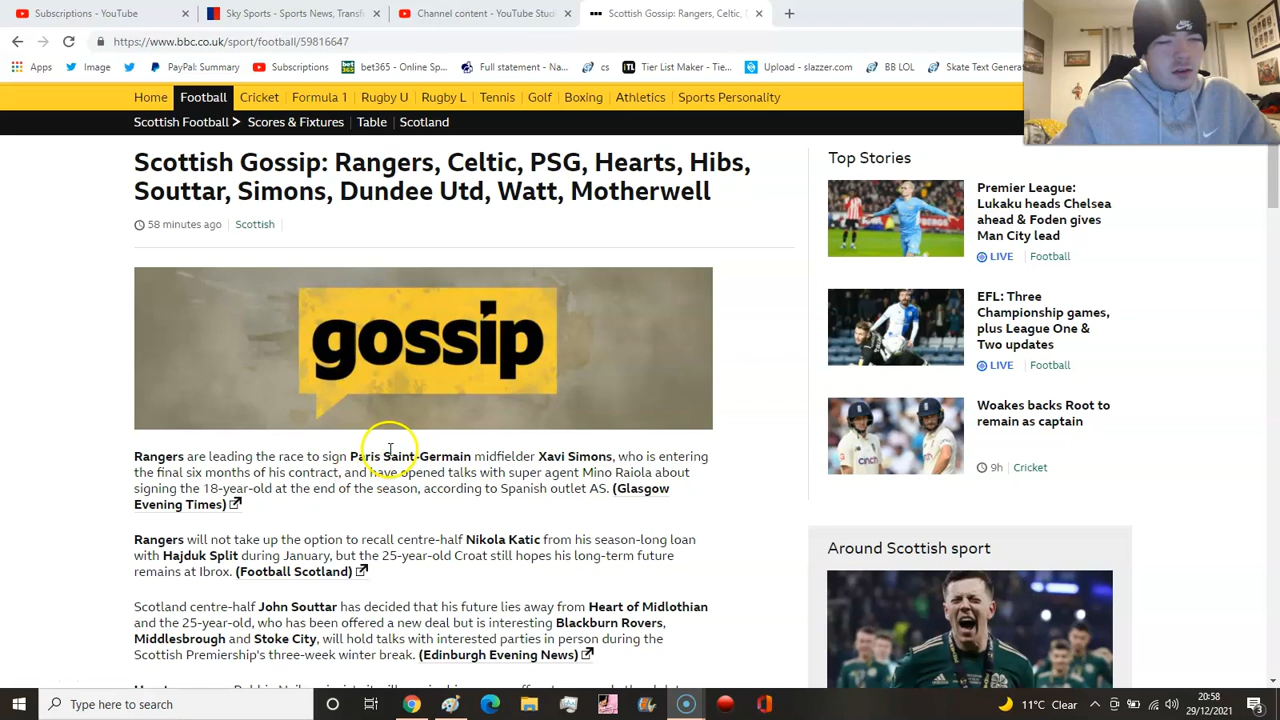 Subscriptions - YouTube
Sky Sports - Sports News, Transf
Channel content - YouTube Stud
Scottish Gossip: Rangers, Celtic,
https://www.bbc.co.uk/sport/football/59816647
Apps
Image
PayPal: Summary
Subscriptions
bet365 - Online Sp...
Full statement - Na...
cs
Tier List Maker - Tie...
Upload - slazzer.com
BB LOL
Skate Text Generat
Home Football Cricket Formula 1 Rugby U Rugby L Tennis Golf Boxing Athletics Sports Personality
Scottish Football > Scores & Fixtures Table Scotland
Scottish Gossip: Rangers, Celtic, PSG, Hearts, Hibs,
Souttar, Simons, Dundee Utd, Watt, Motherwell
58 minutes ago Scottish
gossip
Rangers are leading the race to sign Paris Saint-Germain midfielder Xavi Simons, who is entering
the final six months of his contract, and have opened talks with super agent Mino Raiola about
signing the 18-year-old at the end of the season, according to Spanish outlet AS. (Glasgow
Evening Times)
Rangers will not take up the option to recall centre-half Nikola Katic from his season-long loan
with Hajduk Split during January, but the 25-year-old Croat still hopes his long-term future
remains at Ibrox. (Football Scotland)
Scotland centre-half John Souttar has decided that his future lies away from Heart of Midlothian
and the 25-year-old, who has been offered a new deal but is interesting Blackburn Rovers,
Middlesbrough and Stoke City, will hold talks with interested parties in person during the
Scottish Premiership's three-week winter break. (Edinburgh Evening News)
Top Stories
Premier League:
Lukaku heads Chelsea
ahead & Foden gives
Man City lead
LIVE Football
EFL: Three
Championship games,
plus League One &
Two updates
LIVE Football
Woakes backs Root to
remain as captain
9h Cricket
Around Scottish sport
Type here to search
11°C Clear
20:58
29/12/2021